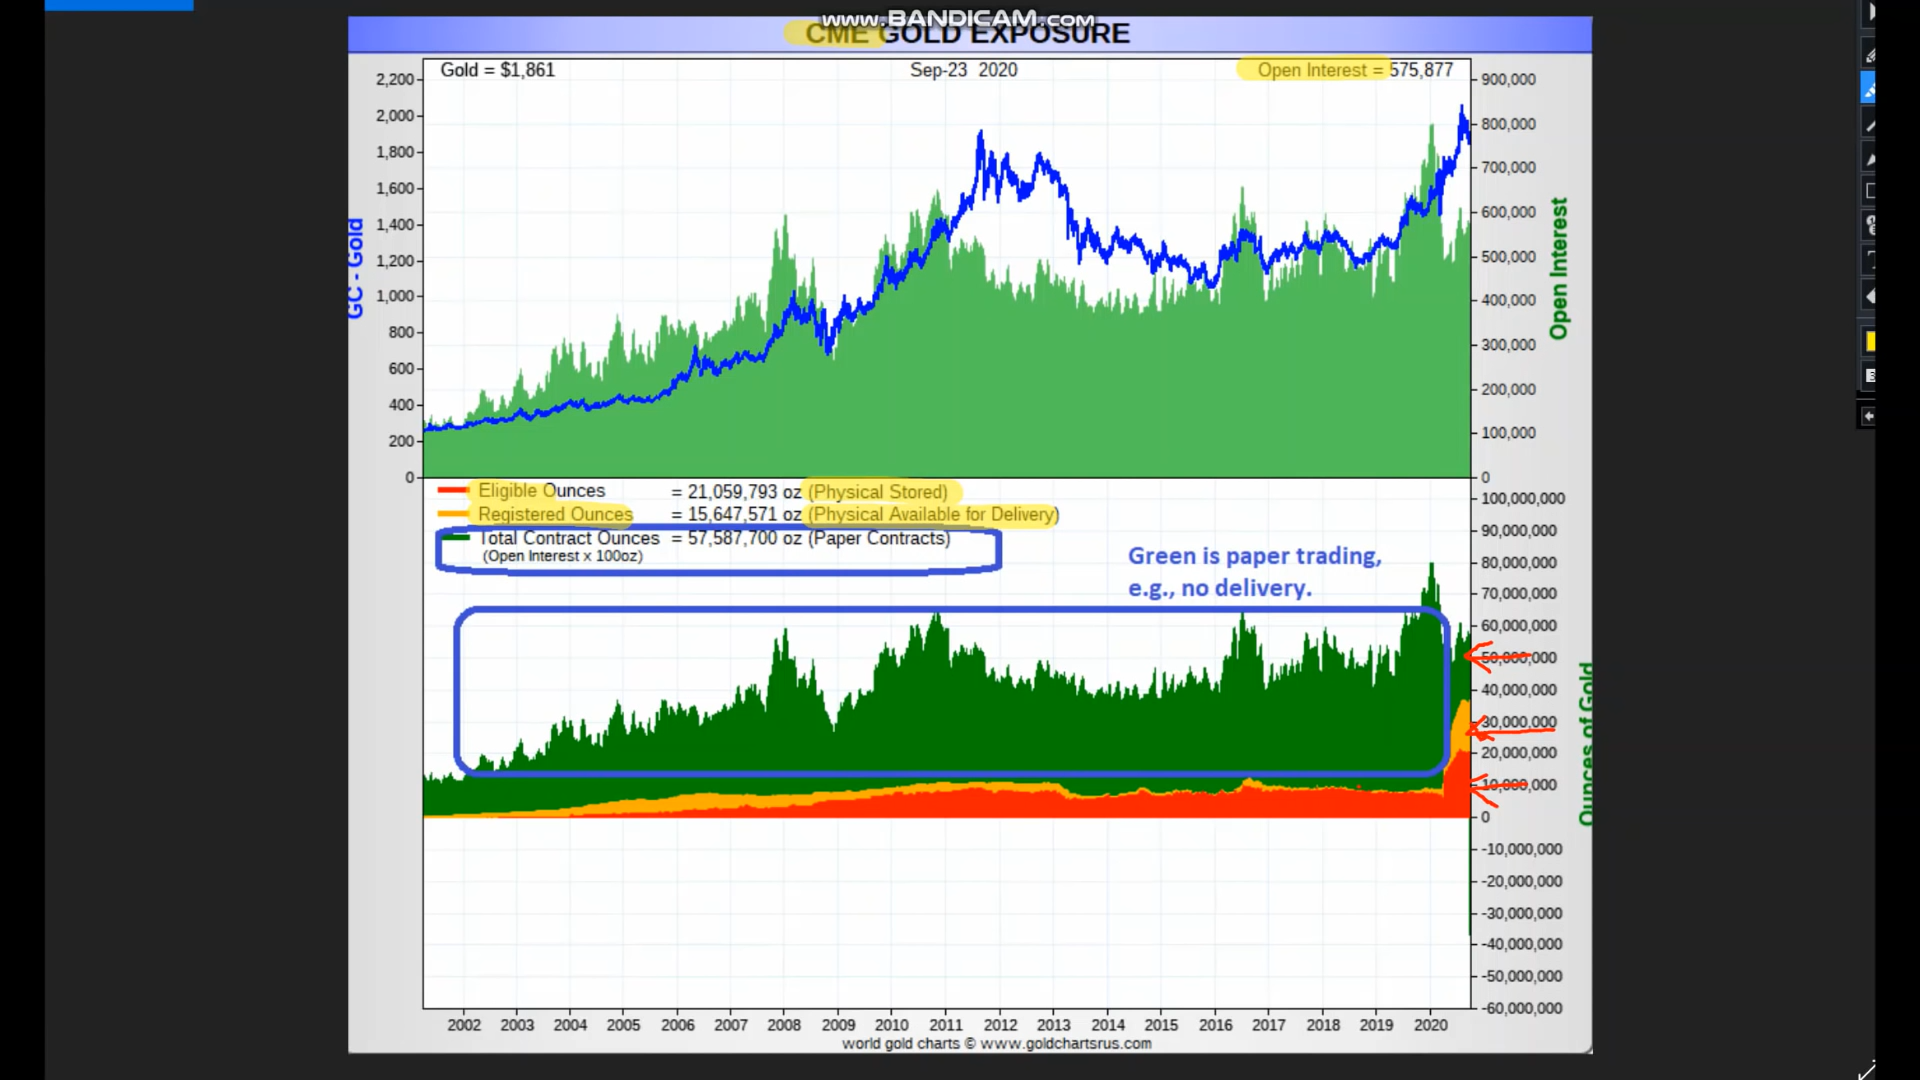 www.BANDICAM.com
CME GOLD EXPOSURE
Gold = $1,861 Sep-23 2020 Open Interest = 575,877
2,200 900,000
2,000 800,000
1,800 700,000
1,600 600,000
1,400 500,000
1,200 400,000
1,000 300,000
800 200,000
600 100,000
400 0
200
0
GC - Gold
Open Interest
Eligible Ounces = 21,059,793 oz (Physical Stored)
Registered Ounces = 15,647,571 oz (Physical Available for Delivery)
Total Contract Ounces = 57,587,700 oz (Paper Contracts)
(Open Interest x 100oz)
Green is paper trading,
e.g., no delivery.
100,000,000
90,000,000
80,000,000
70,000,000
60,000,000
50,000,000
40,000,000
30,000,000
20,000,000
10,000,000
0
-10,000,000
-20,000,000
-30,000,000
-40,000,000
-50,000,000
-60,000,000
Ounces of Gold
2002 2003 2004 2005 2006 2007 2008 2009 2010 2011 2012 2013 2014 2015 2016 2017 2018 2019 2020
world gold charts © www.goldchartsrus.com